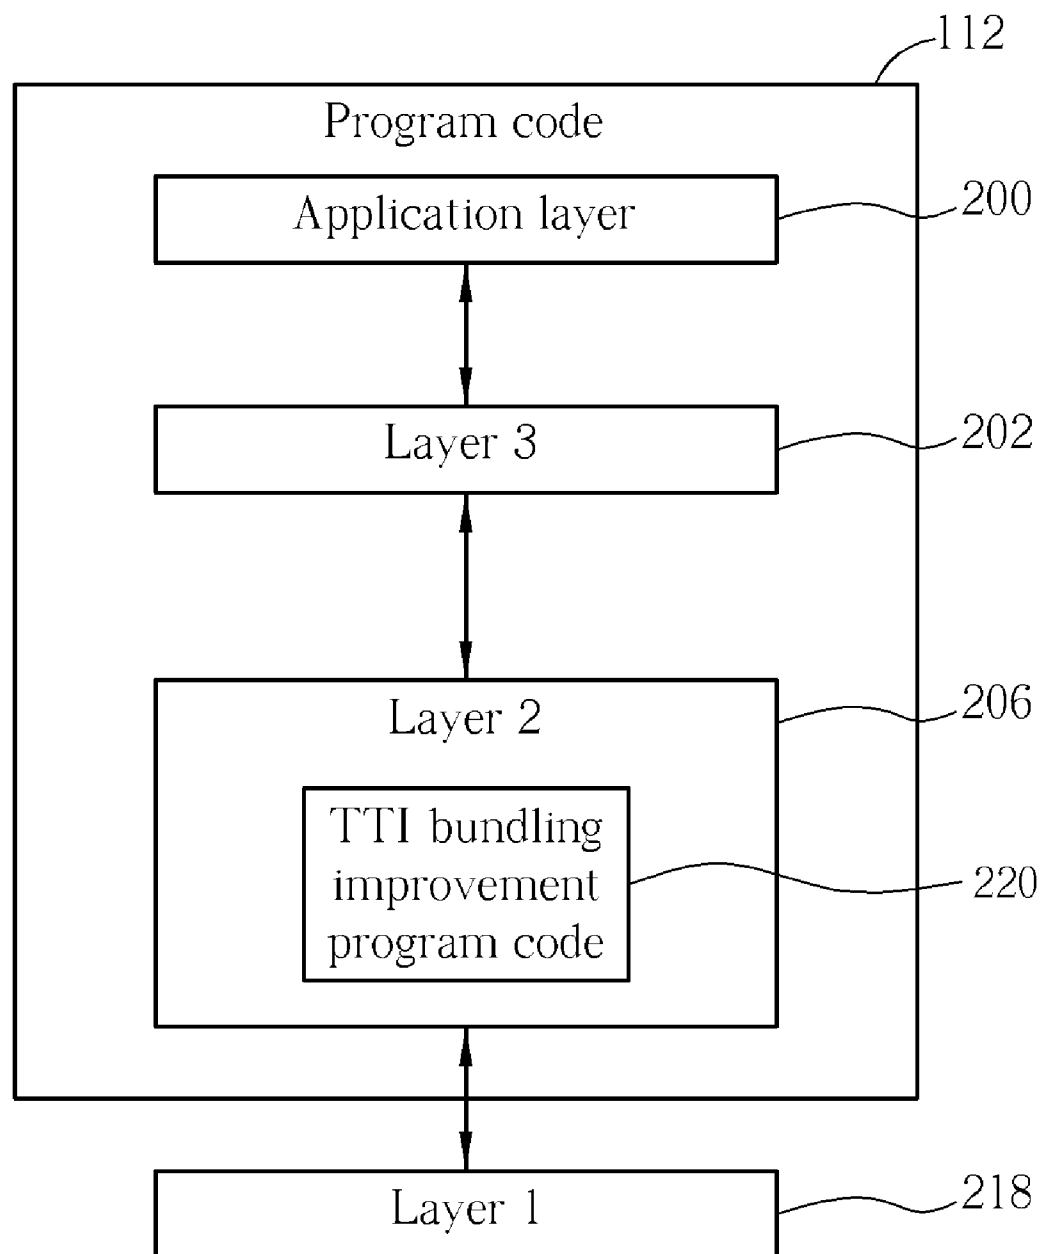 112
Program code
Application layer
200
Layer 3
202
Layer 2
206
TTI bundling
improvement
program code
220
Layer 1
218